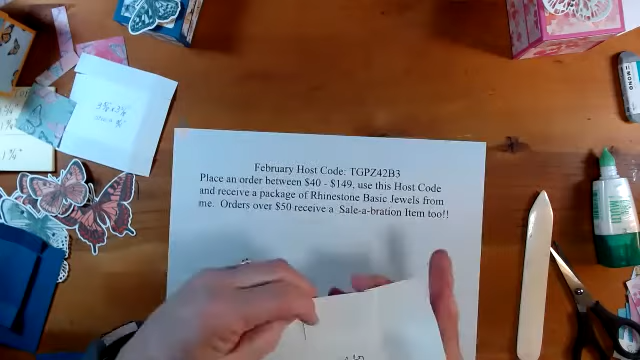 February Host Code: TGPZ42B3
Place an order between $40 - $149, use this Host Code
and receive a package of Rhinestone Basic Jewels from
me. Orders over $50 receive a Sale-a-bration Item too!!
MONO